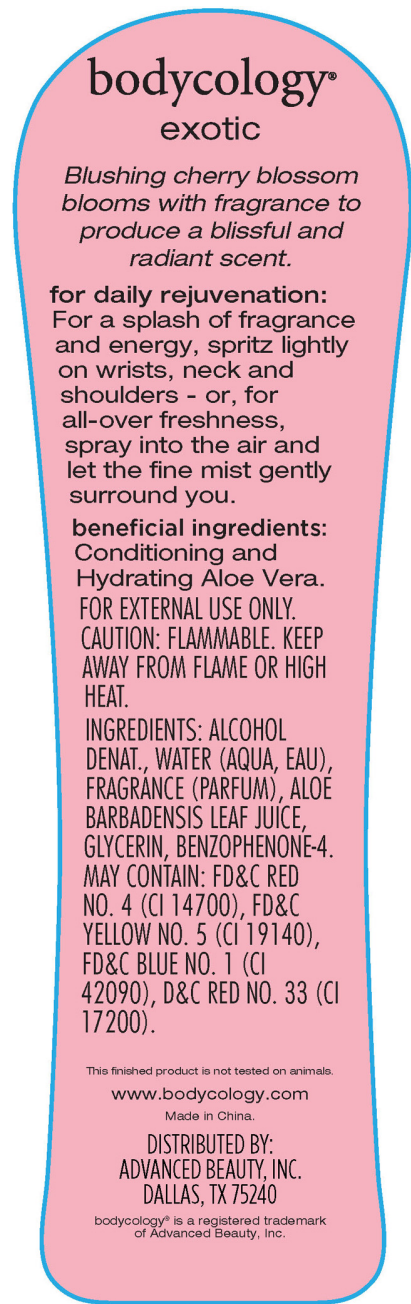 bodycology®
exotic
Blushing cherry blossom
blooms with fragrance to
produce a blissful and
radiant scent.
for daily rejuvenation:
For a splash of fragrance
and energy, spritz lightly
on wrists, neck and
shoulders - or, for
all-over freshness,
spray into the air and
let the fine mist gently
surround you.
beneficial ingredients:
Conditioning and
Hydrating Aloe Vera.
FOR EXTERNAL USE ONLY.
CAUTION: FLAMMABLE. KEEP
AWAY FROM FLAME OR HIGH
HEAT.
INGREDIENTS: ALCOHOL
DENAT., WATER (AQUA, EAU),
FRAGRANCE (PARFUM), ALOE
BARBADENSIS LEAF JUICE,
GLYCERIN, BENZOPHENONE-4.
MAY CONTAIN: FD&C RED
NO. 4 (CI 14700), FD&C
YELLOW NO. 5 (CI 19140),
FD&C BLUE NO. 1 (CI
42090), D&C RED NO. 33 (CI
17200).
This finished product is not tested on animals.
www.bodycology.com
Made in China.
DISTRIBUTED BY:
ADVANCED BEAUTY, INC.
DALLAS, TX 75240
bodycology® is a registered trademark
of Advanced Beauty, Inc.